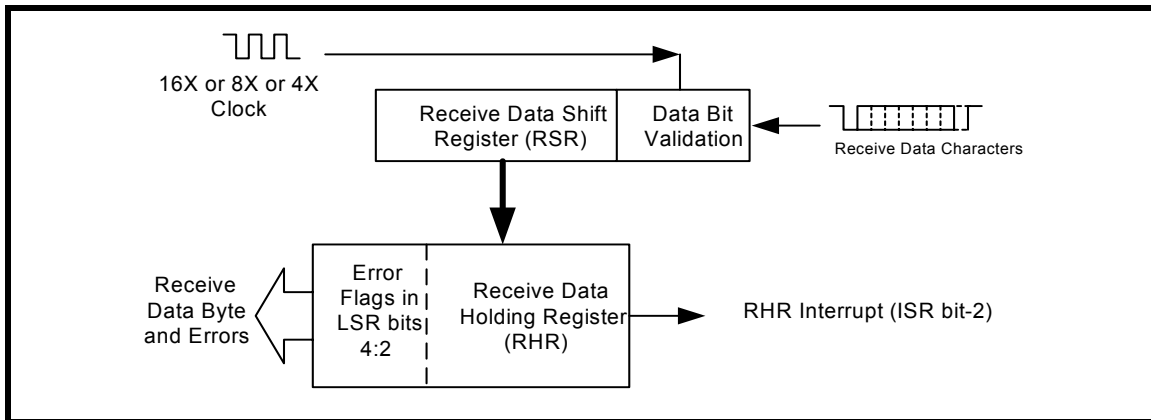 16X or 8X or 4X
Clock
Receive Data Shift
Register (RSR)
Data Bit
Validation
Receive Data Characters
Receive
Data Byte
and Errors
Error
Flags in
LSR bits
4:2
Receive Data
Holding Register
(RHR)
RHR Interrupt (ISR bit-2)